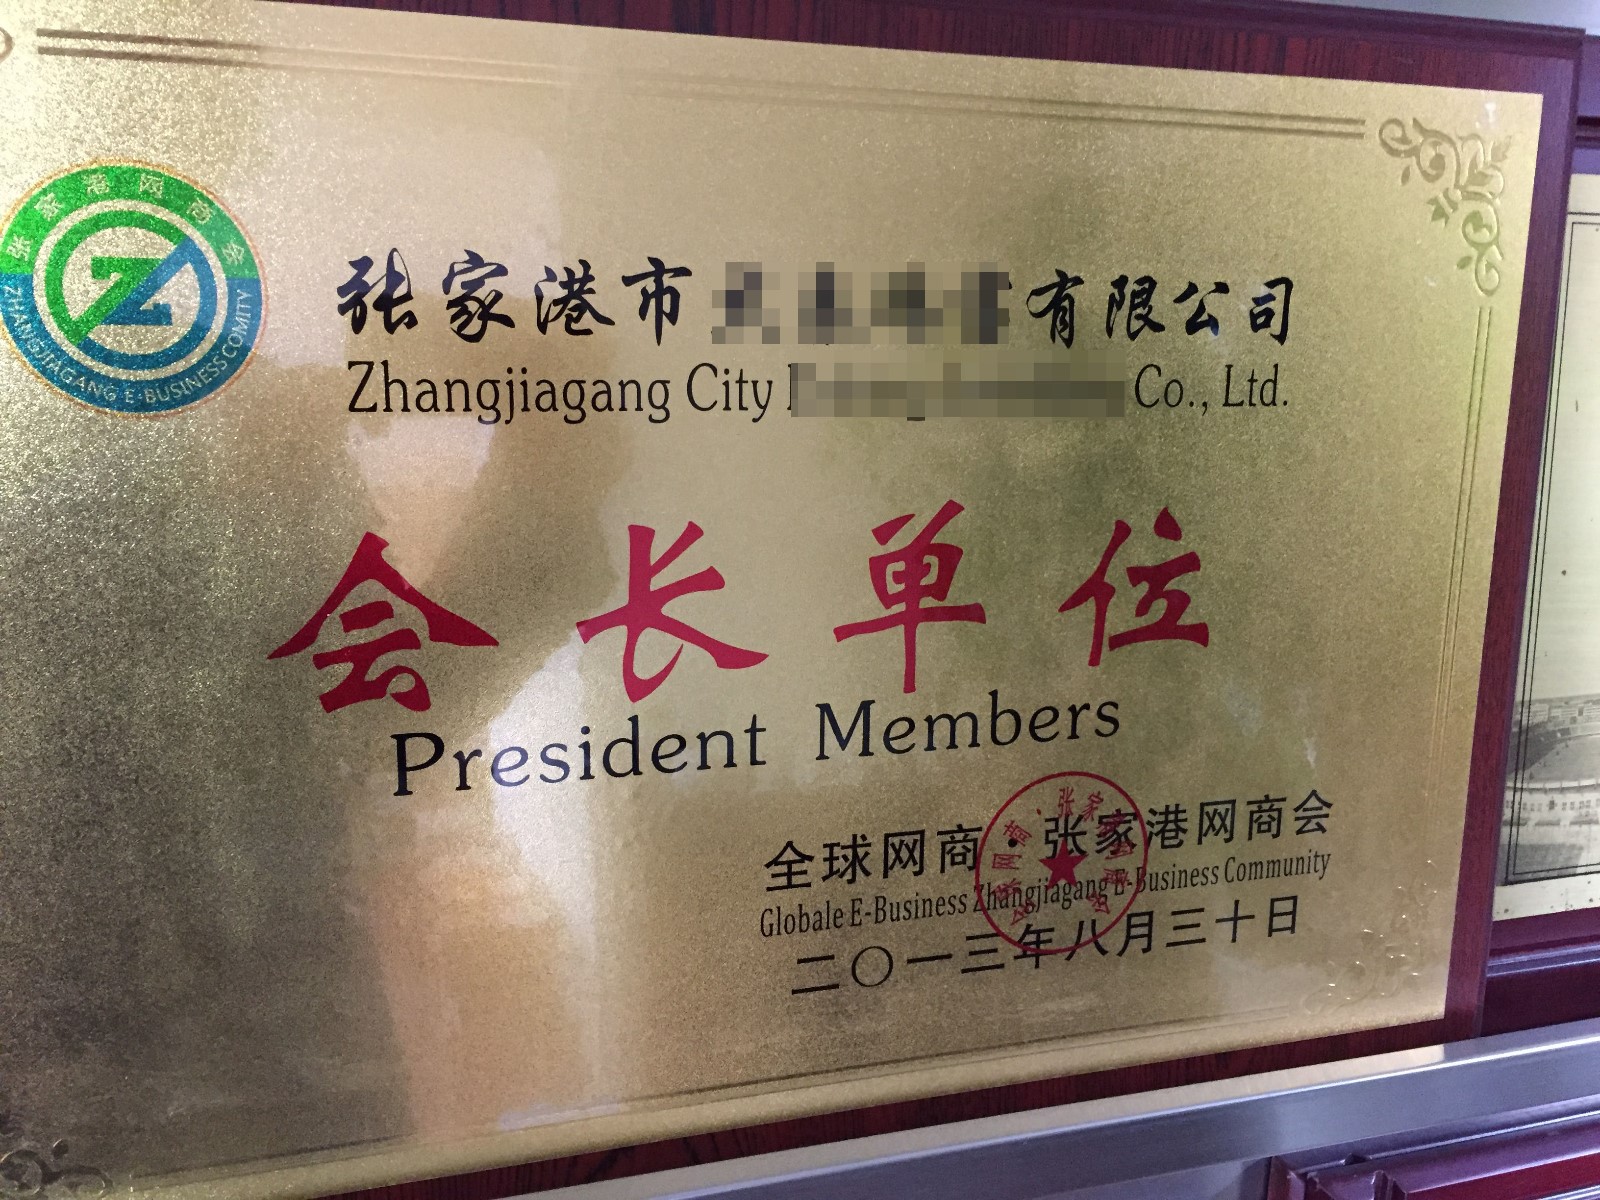 张家港网商会
ZHANGJIAGANG E-BUSINESS COMITY
张家港市 有限公司
Zhangjiagang City Co., Ltd.
会长单位
President Members
全球网商·张家港网商会
Globale E-Business Zhangjiagang E-Business Community
二〇一三年八月三十日